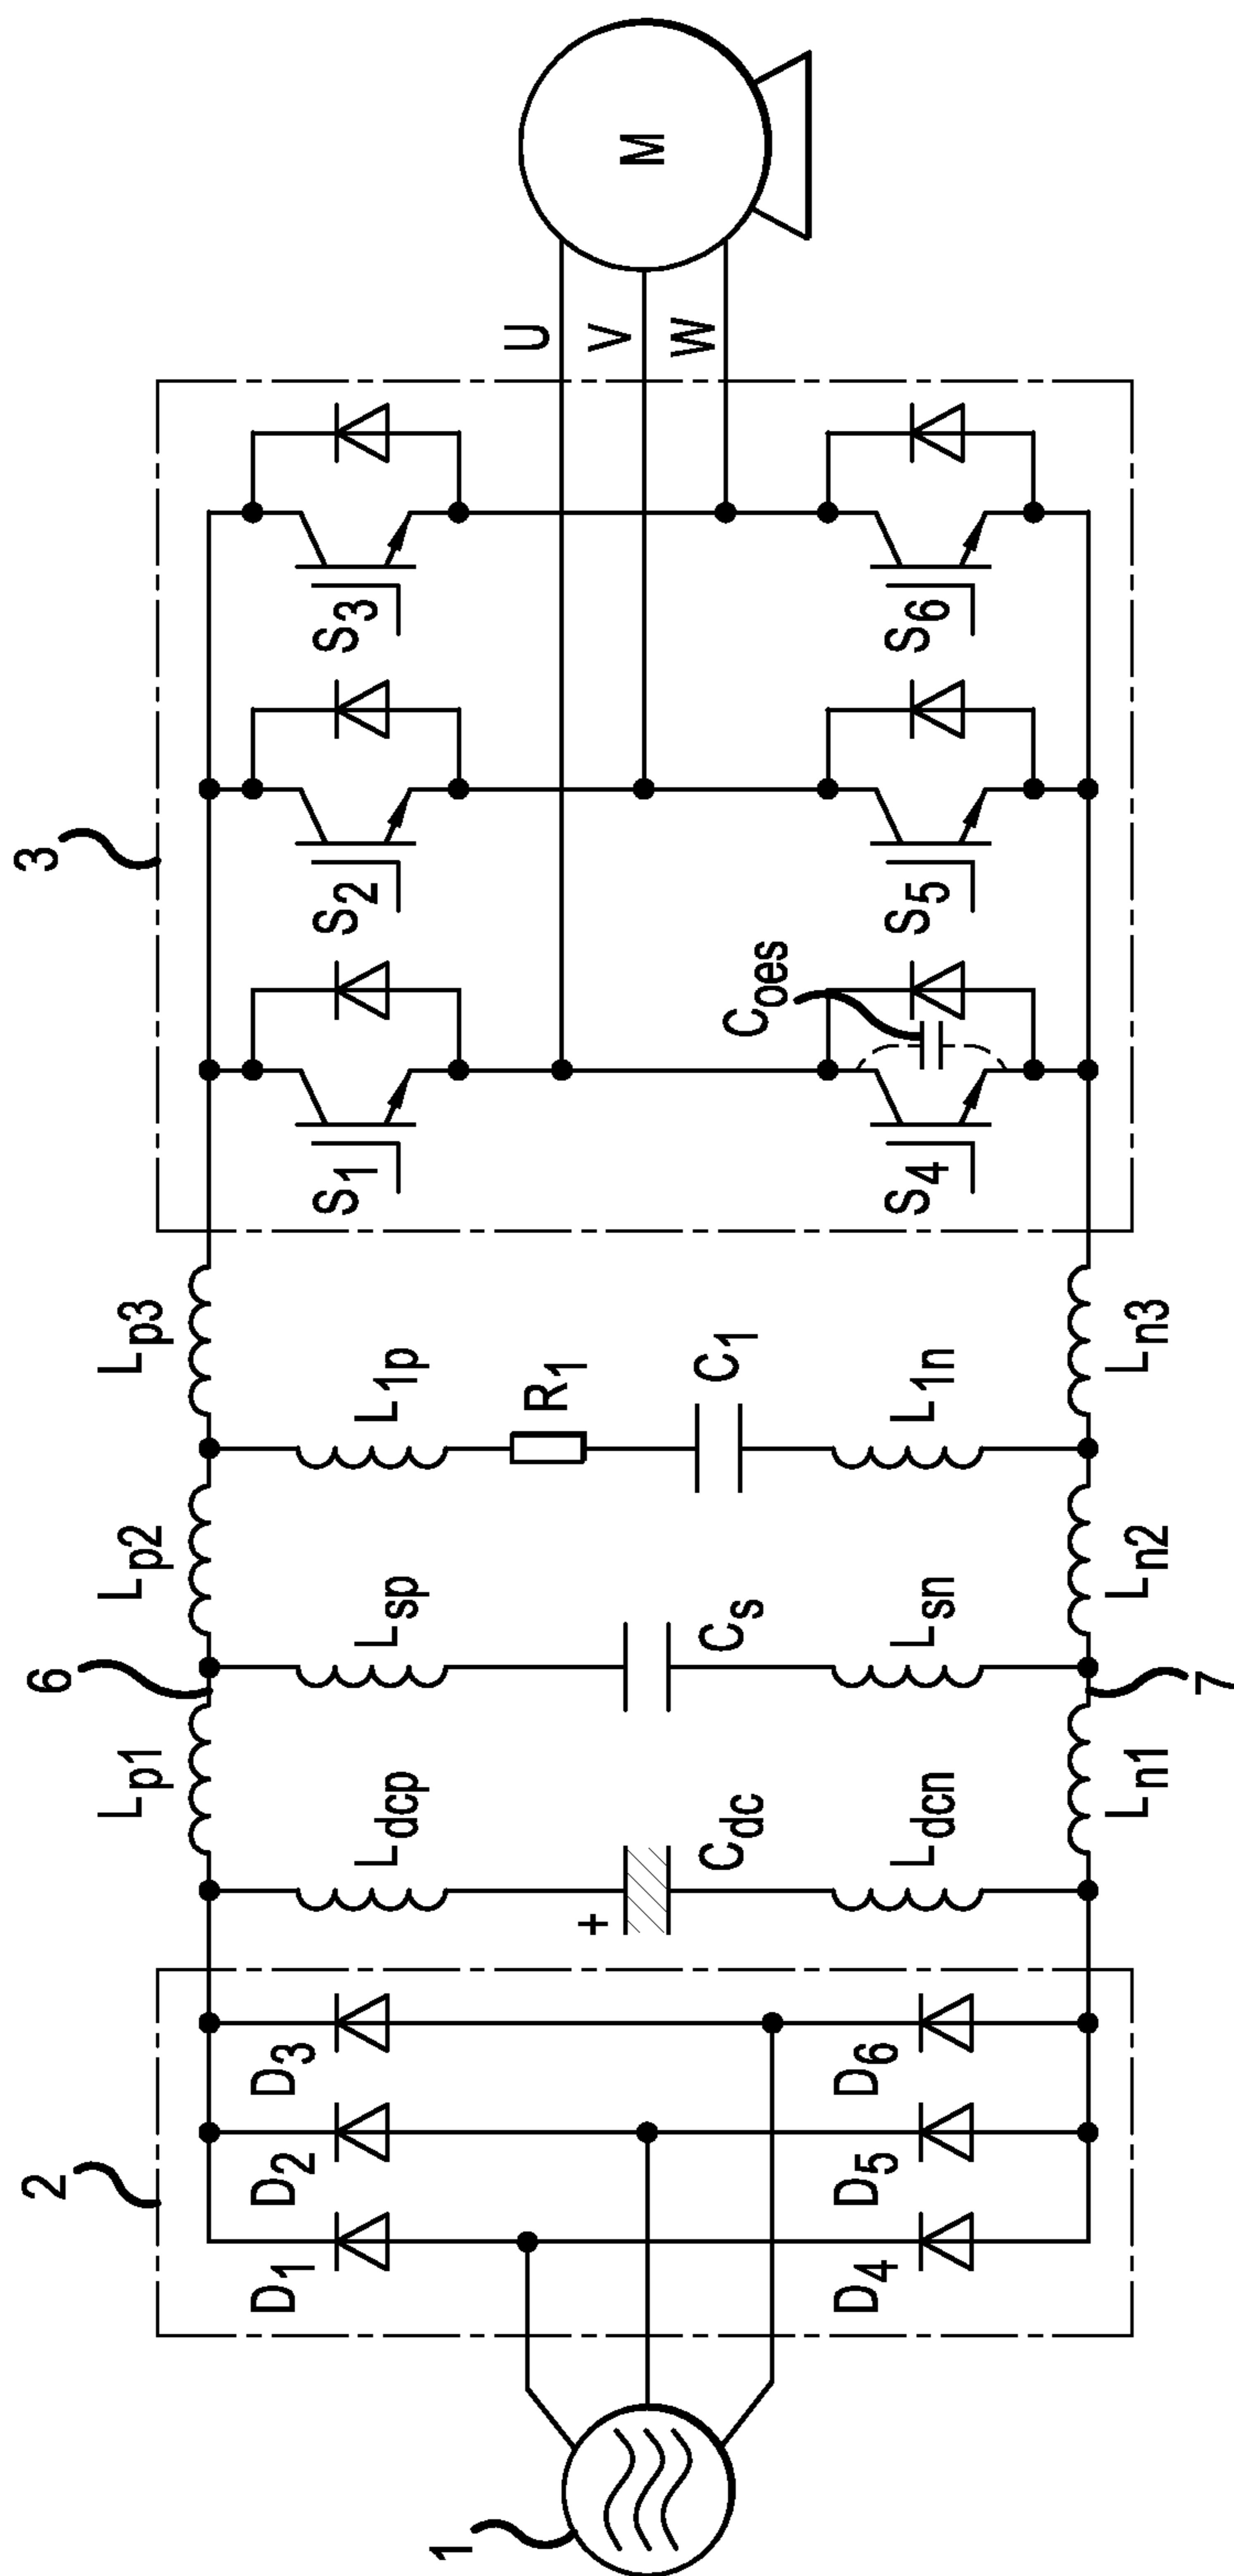 1
2
D1
D2
D3
D4
D5
D6
Lp1
6
Lp2
Lp3
Ldcp
+
Cdc
Ldcn
Lsp
Cs
Lsn
L1p
R1
C1
L1n
Ln1
7
Ln2
Ln3
3
S1
S2
S3
Coes
S4
S5
S6
U
V
W
M